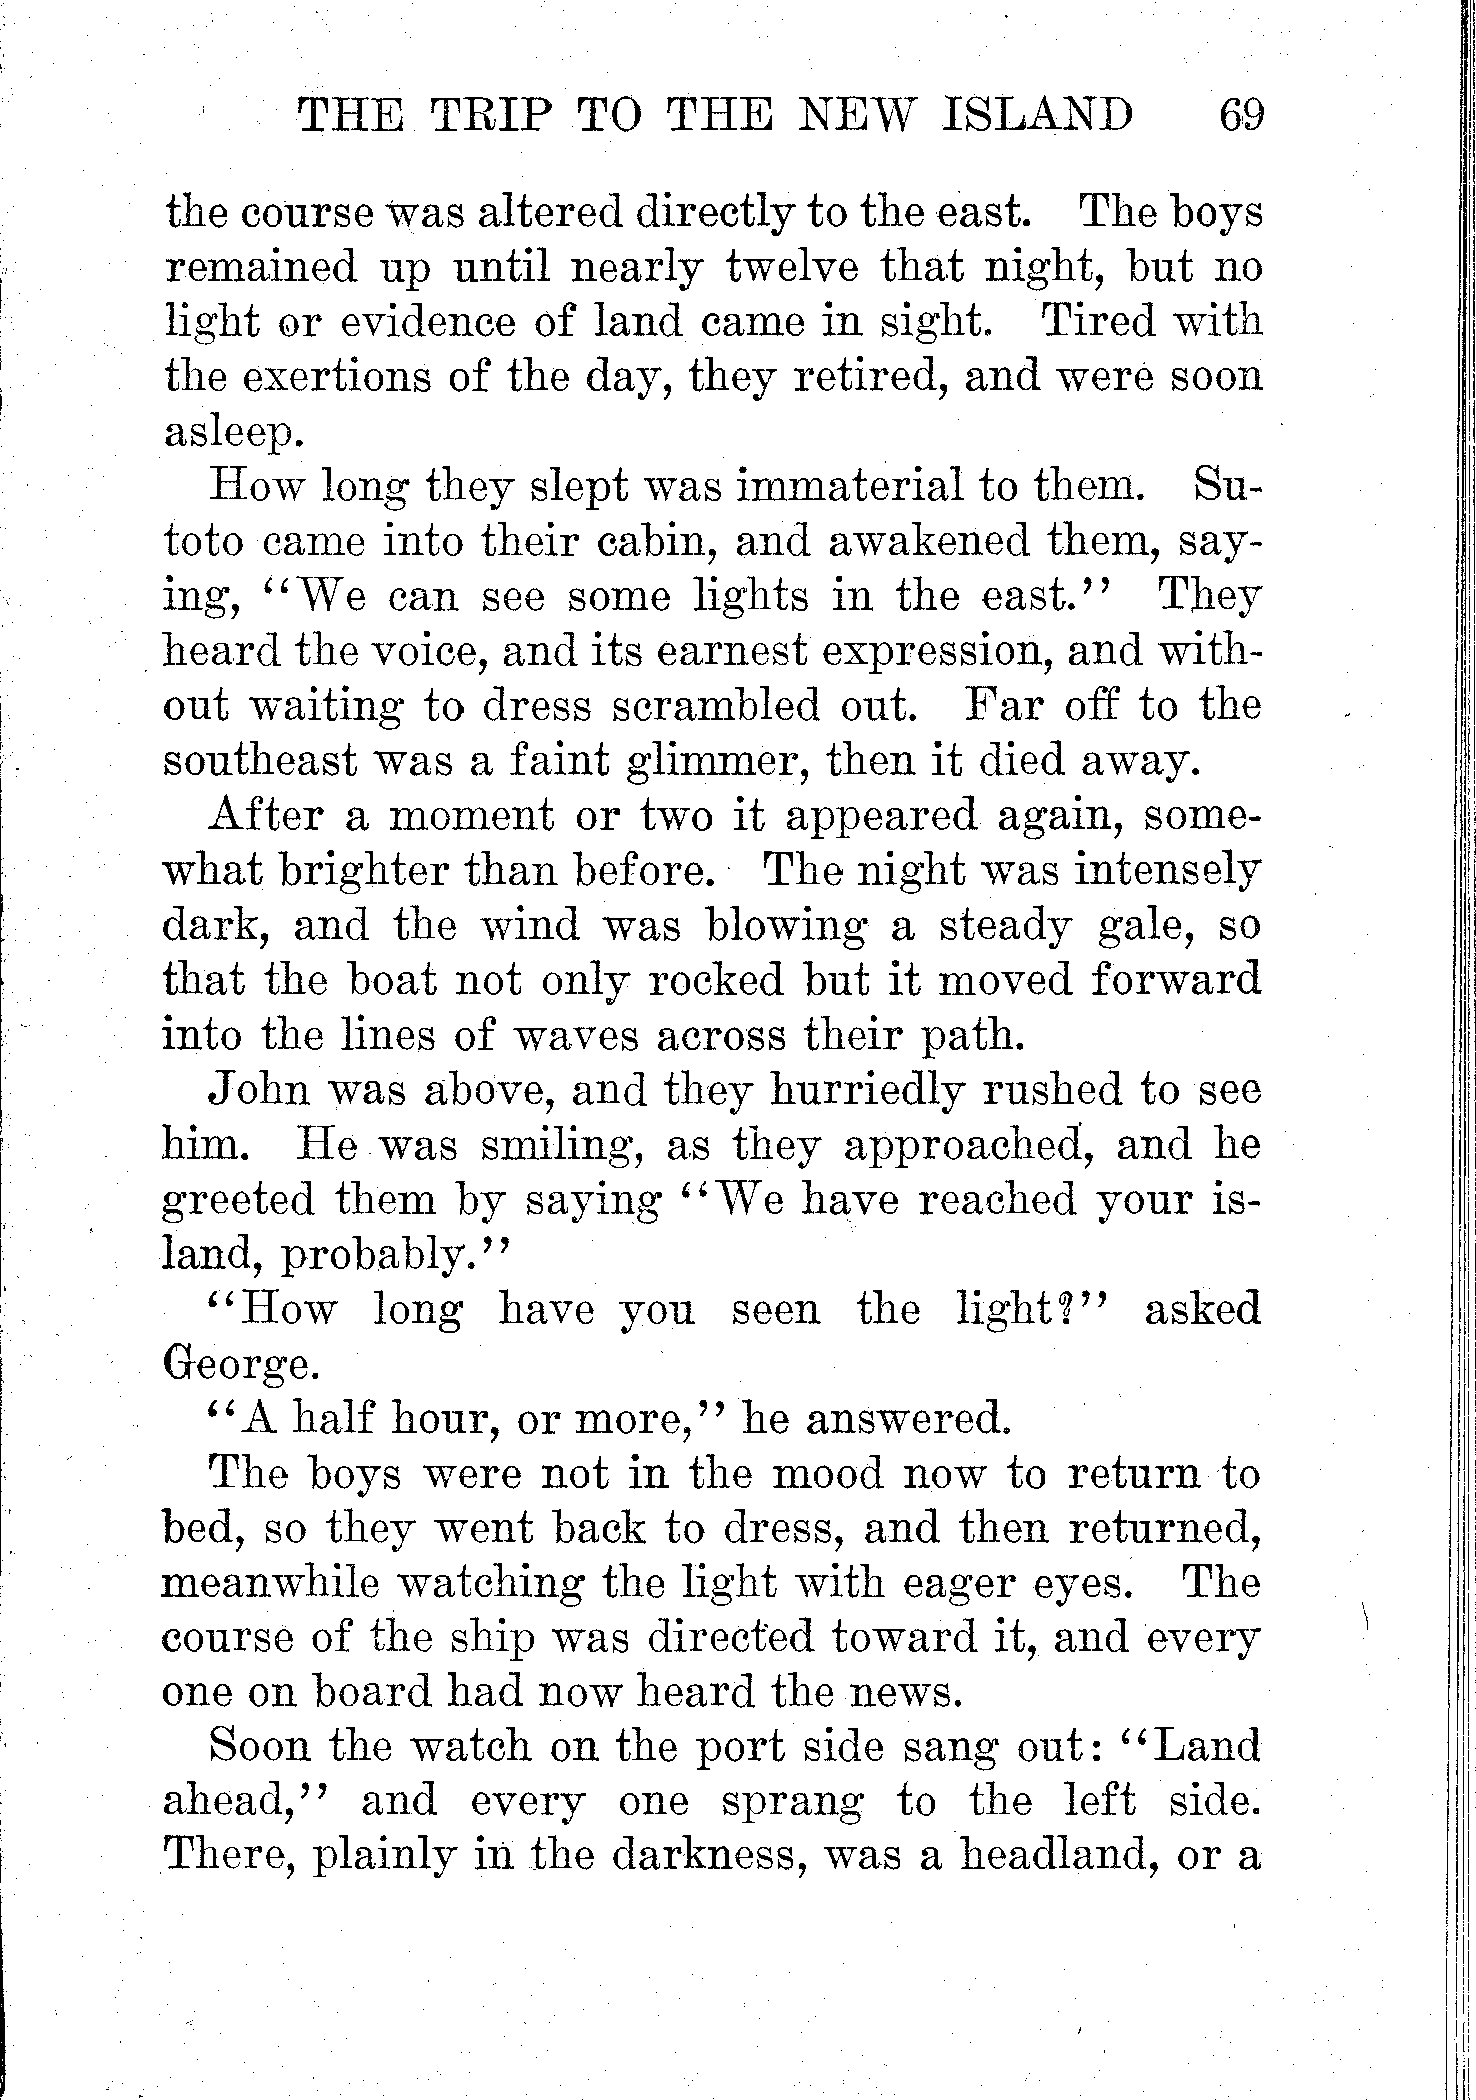 THE TRIP TO THE NEW ISLAND 69
the course was altered directly to the east. The boys
remained up until nearly twelve that night, but no
light or evidence of land came in sight. Tired with
the exertions of the day, they retired, and were soon
asleep.
How long they slept was immaterial to them. Su-
toto came into their cabin, and awakened them, say-
ing, "We can see some lights in the east." They
heard the voice, and its earnest expression, and with-
out waiting to dress scrambled out. Far off to the
southeast was a faint glimmer, then it died away.
After a moment or two it appeared again, some-
what brighter than before. The night was intensely
dark, and the wind was blowing a steady gale, so
that the boat not only rocked but it moved forward
into the lines of waves across their path.
John was above, and they hurriedly rushed to see
him. He was smiling, as they approached, and he
greeted them by saying "We have reached your is-
land, probably."
"How long have you seen the light?" asked
George.
"A half hour, or more," he answered.
The boys were not in the mood now to return to
bed, so they went back to dress, and then returned,
meanwhile watching the light with eager eyes. The
course of the ship was directed toward it, and every
one on board had now heard the news.
Soon the watch on the port side sang out: "Land
ahead," and every one sprang to the left side.
There, plainly in the darkness, was a headland, or a